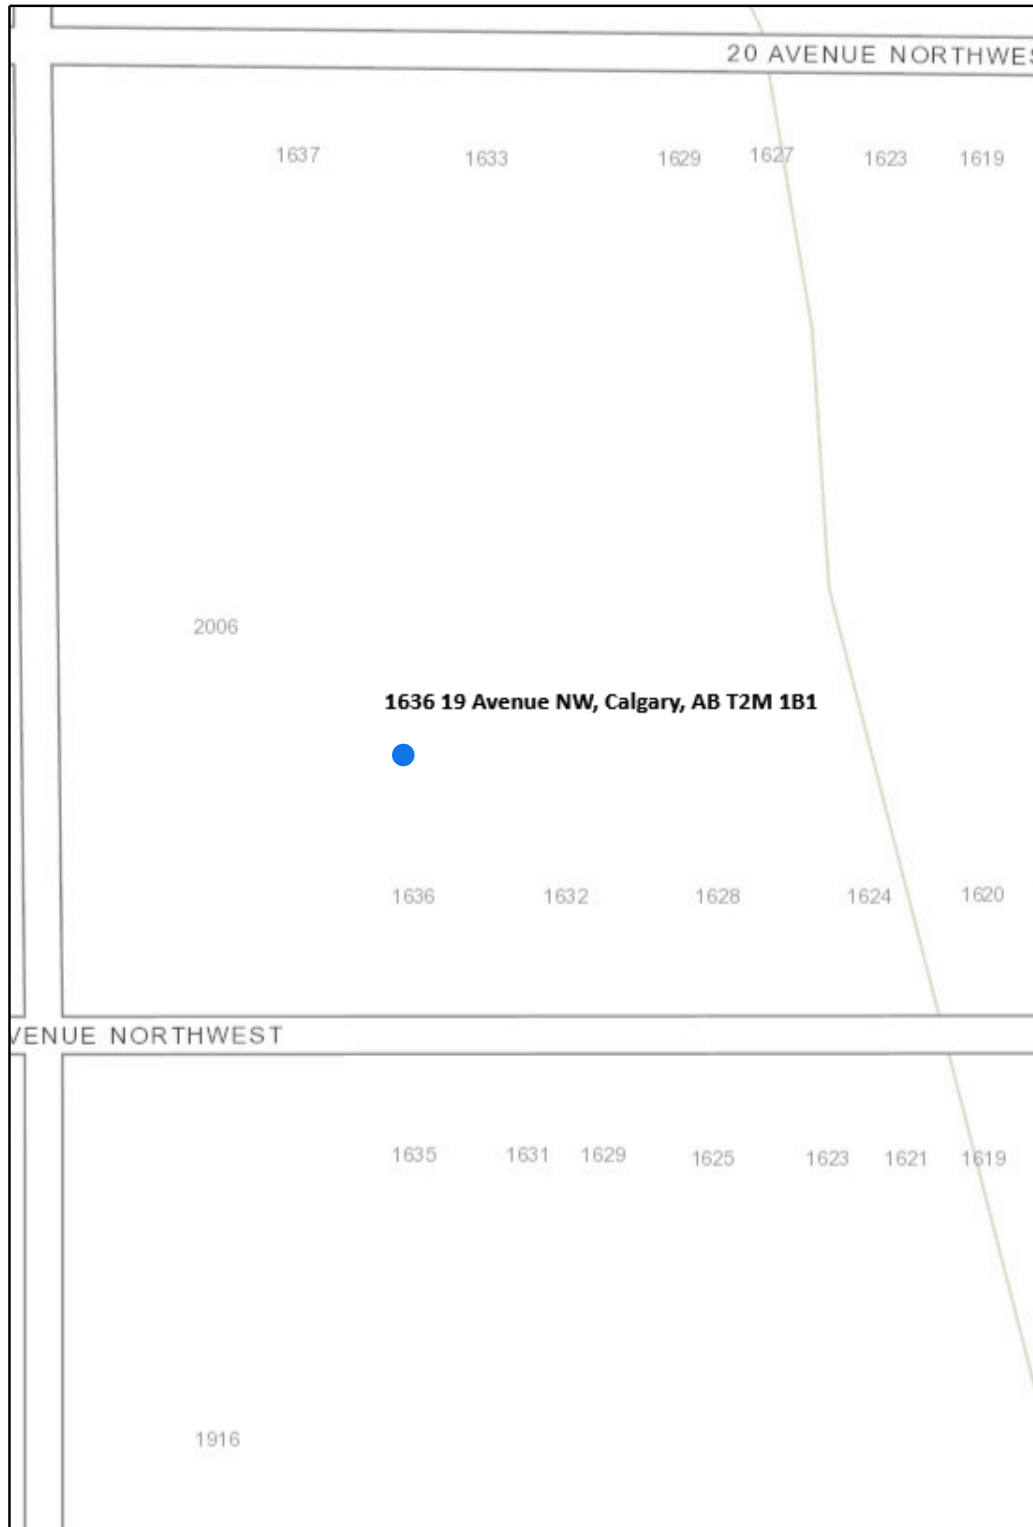 20 AVENUE NORTHWES
1637 1633 1629 1627 1623 1619
2006
1636 19 Avenue NW, Calgary, AB T2M 1B1
1636 1632 1628 1624 1620
VENUE NORTHWEST
1635 1631 1629 1625 1623 1621 1619
1916